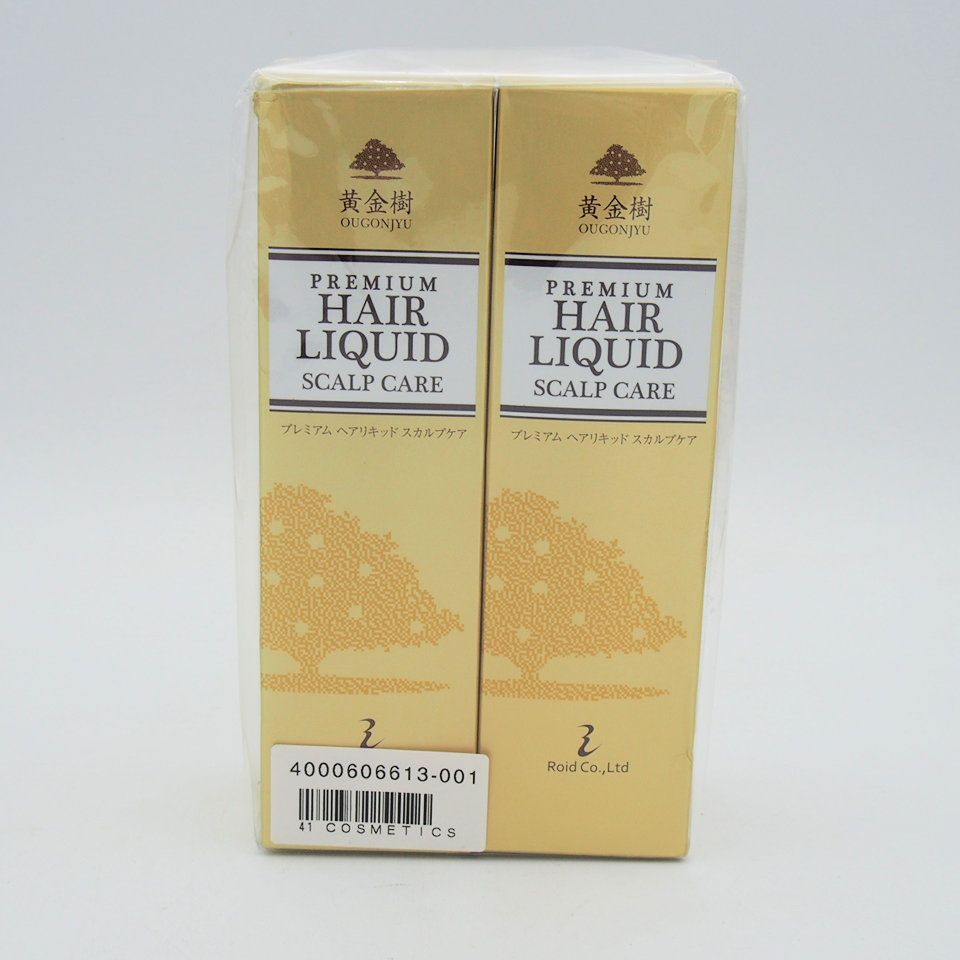 黄金樹
OUGONJYU
PREMIUM
HAIR
LIQUID
SCALP CARE
プレミアム ヘアリキッド スカルプケア
黄金樹
OUGONJYU
PREMIUM
HAIR
LIQUID
SCALP CARE
プレミアム ヘアリキッド スカルプケア
Roid Co.,Ltd
4000606613-001
41 COSMETICS